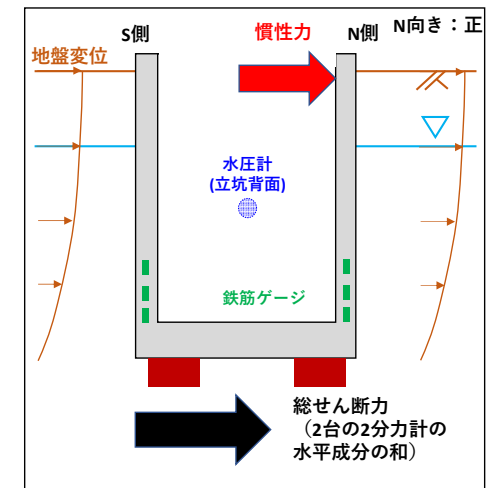 S側
慣性力
N側
N向き：正
地盤変位
水圧計
(立坑背面)
鉄筋ゲージ
総せん断力
（2台の2分力計の
水平成分の和）